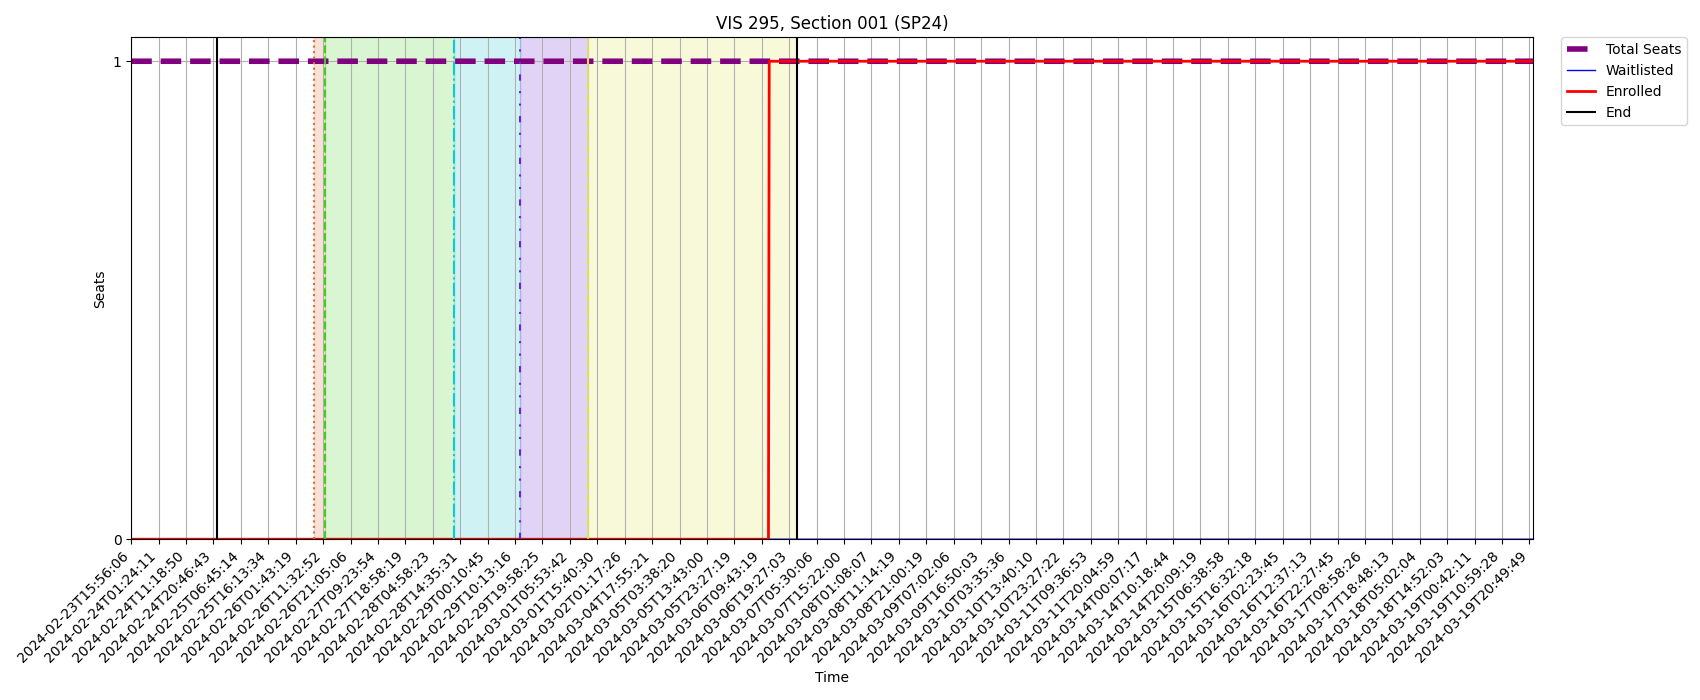 VIS 295, Section 001 (SP24)
Total Seats
Waitlisted
Enrolled
End
Seats
1
0
2024-02-23T15:56:06
2024-02-24T01:24:11
2024-02-24T11:18:50
2024-02-24T20:46:43
2024-02-25T06:45:14
2024-02-25T16:13:34
2024-02-26T01:43:19
2024-02-26T11:32:52
2024-02-26T21:05:06
2024-02-27T09:23:54
2024-02-27T18:58:19
2024-02-28T04:58:23
2024-02-28T14:35:31
2024-02-29T00:10:45
2024-02-29T10:13:16
2024-02-29T19:58:25
2024-03-01T05:53:42
2024-03-01T15:40:30
2024-03-02T01:17:26
2024-03-04T17:55:21
2024-03-05T03:38:20
2024-03-05T13:43:00
2024-03-05T23:27:19
2024-03-06T09:43:19
2024-03-06T19:27:03
2024-03-07T05:30:06
2024-03-07T15:22:00
2024-03-08T01:08:07
2024-03-08T11:14:19
2024-03-08T21:00:19
2024-03-09T07:02:06
2024-03-09T16:50:03
2024-03-10T03:35:36
2024-03-10T13:40:10
2024-03-10T23:27:22
2024-03-11T09:36:53
2024-03-11T20:04:59
2024-03-14T00:07:17
2024-03-14T10:18:44
2024-03-14T20:09:19
2024-03-15T06:38:58
2024-03-15T16:32:18
2024-03-16T02:23:45
2024-03-16T12:37:13
2024-03-16T22:27:45
2024-03-17T08:58:26
2024-03-17T18:48:13
2024-03-18T05:02:04
2024-03-18T14:52:03
2024-03-19T00:42:11
2024-03-19T10:59:28
2024-03-19T20:49:49
Time